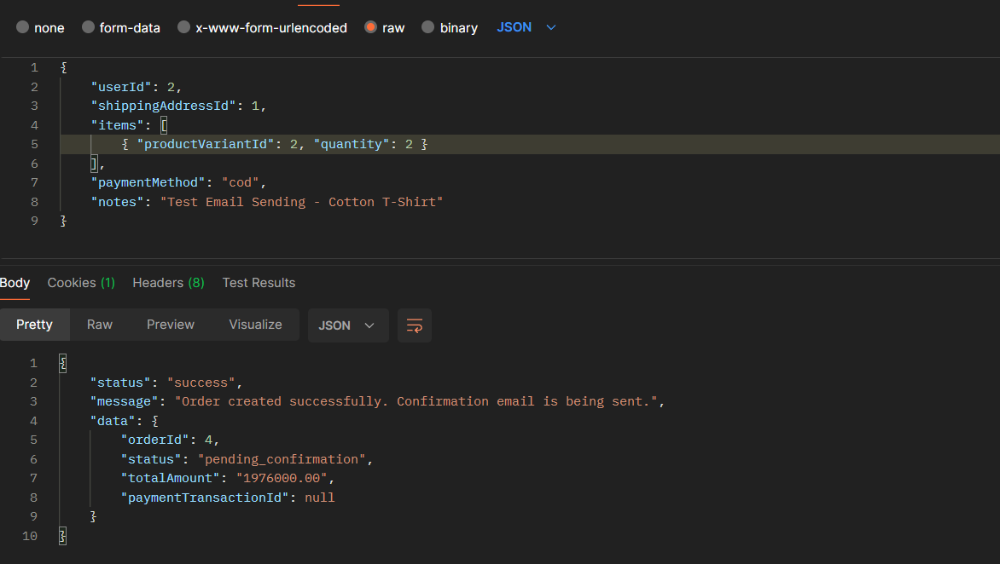 none form-data x-www-form-urlencoded raw binary JSON
1 {
2 "userId": 2,
3 "shippingAddressId": 1,
4 "items": [
5 { "productVariantId": 2, "quantity": 2 }
6 ],
7 "paymentMethod": "cod",
8 "notes": "Test Email Sending - Cotton T-Shirt"
9 }
Body Cookies (1) Headers (8) Test Results
Pretty Raw Preview Visualize JSON
1 {
2 "status": "success",
3 "message": "Order created successfully. Confirmation email is being sent.",
4 "data": {
5 "orderId": 4,
6 "status": "pending_confirmation",
7 "totalAmount": "1976000.00",
8 "paymentTransactionId": null
9 }
10 }